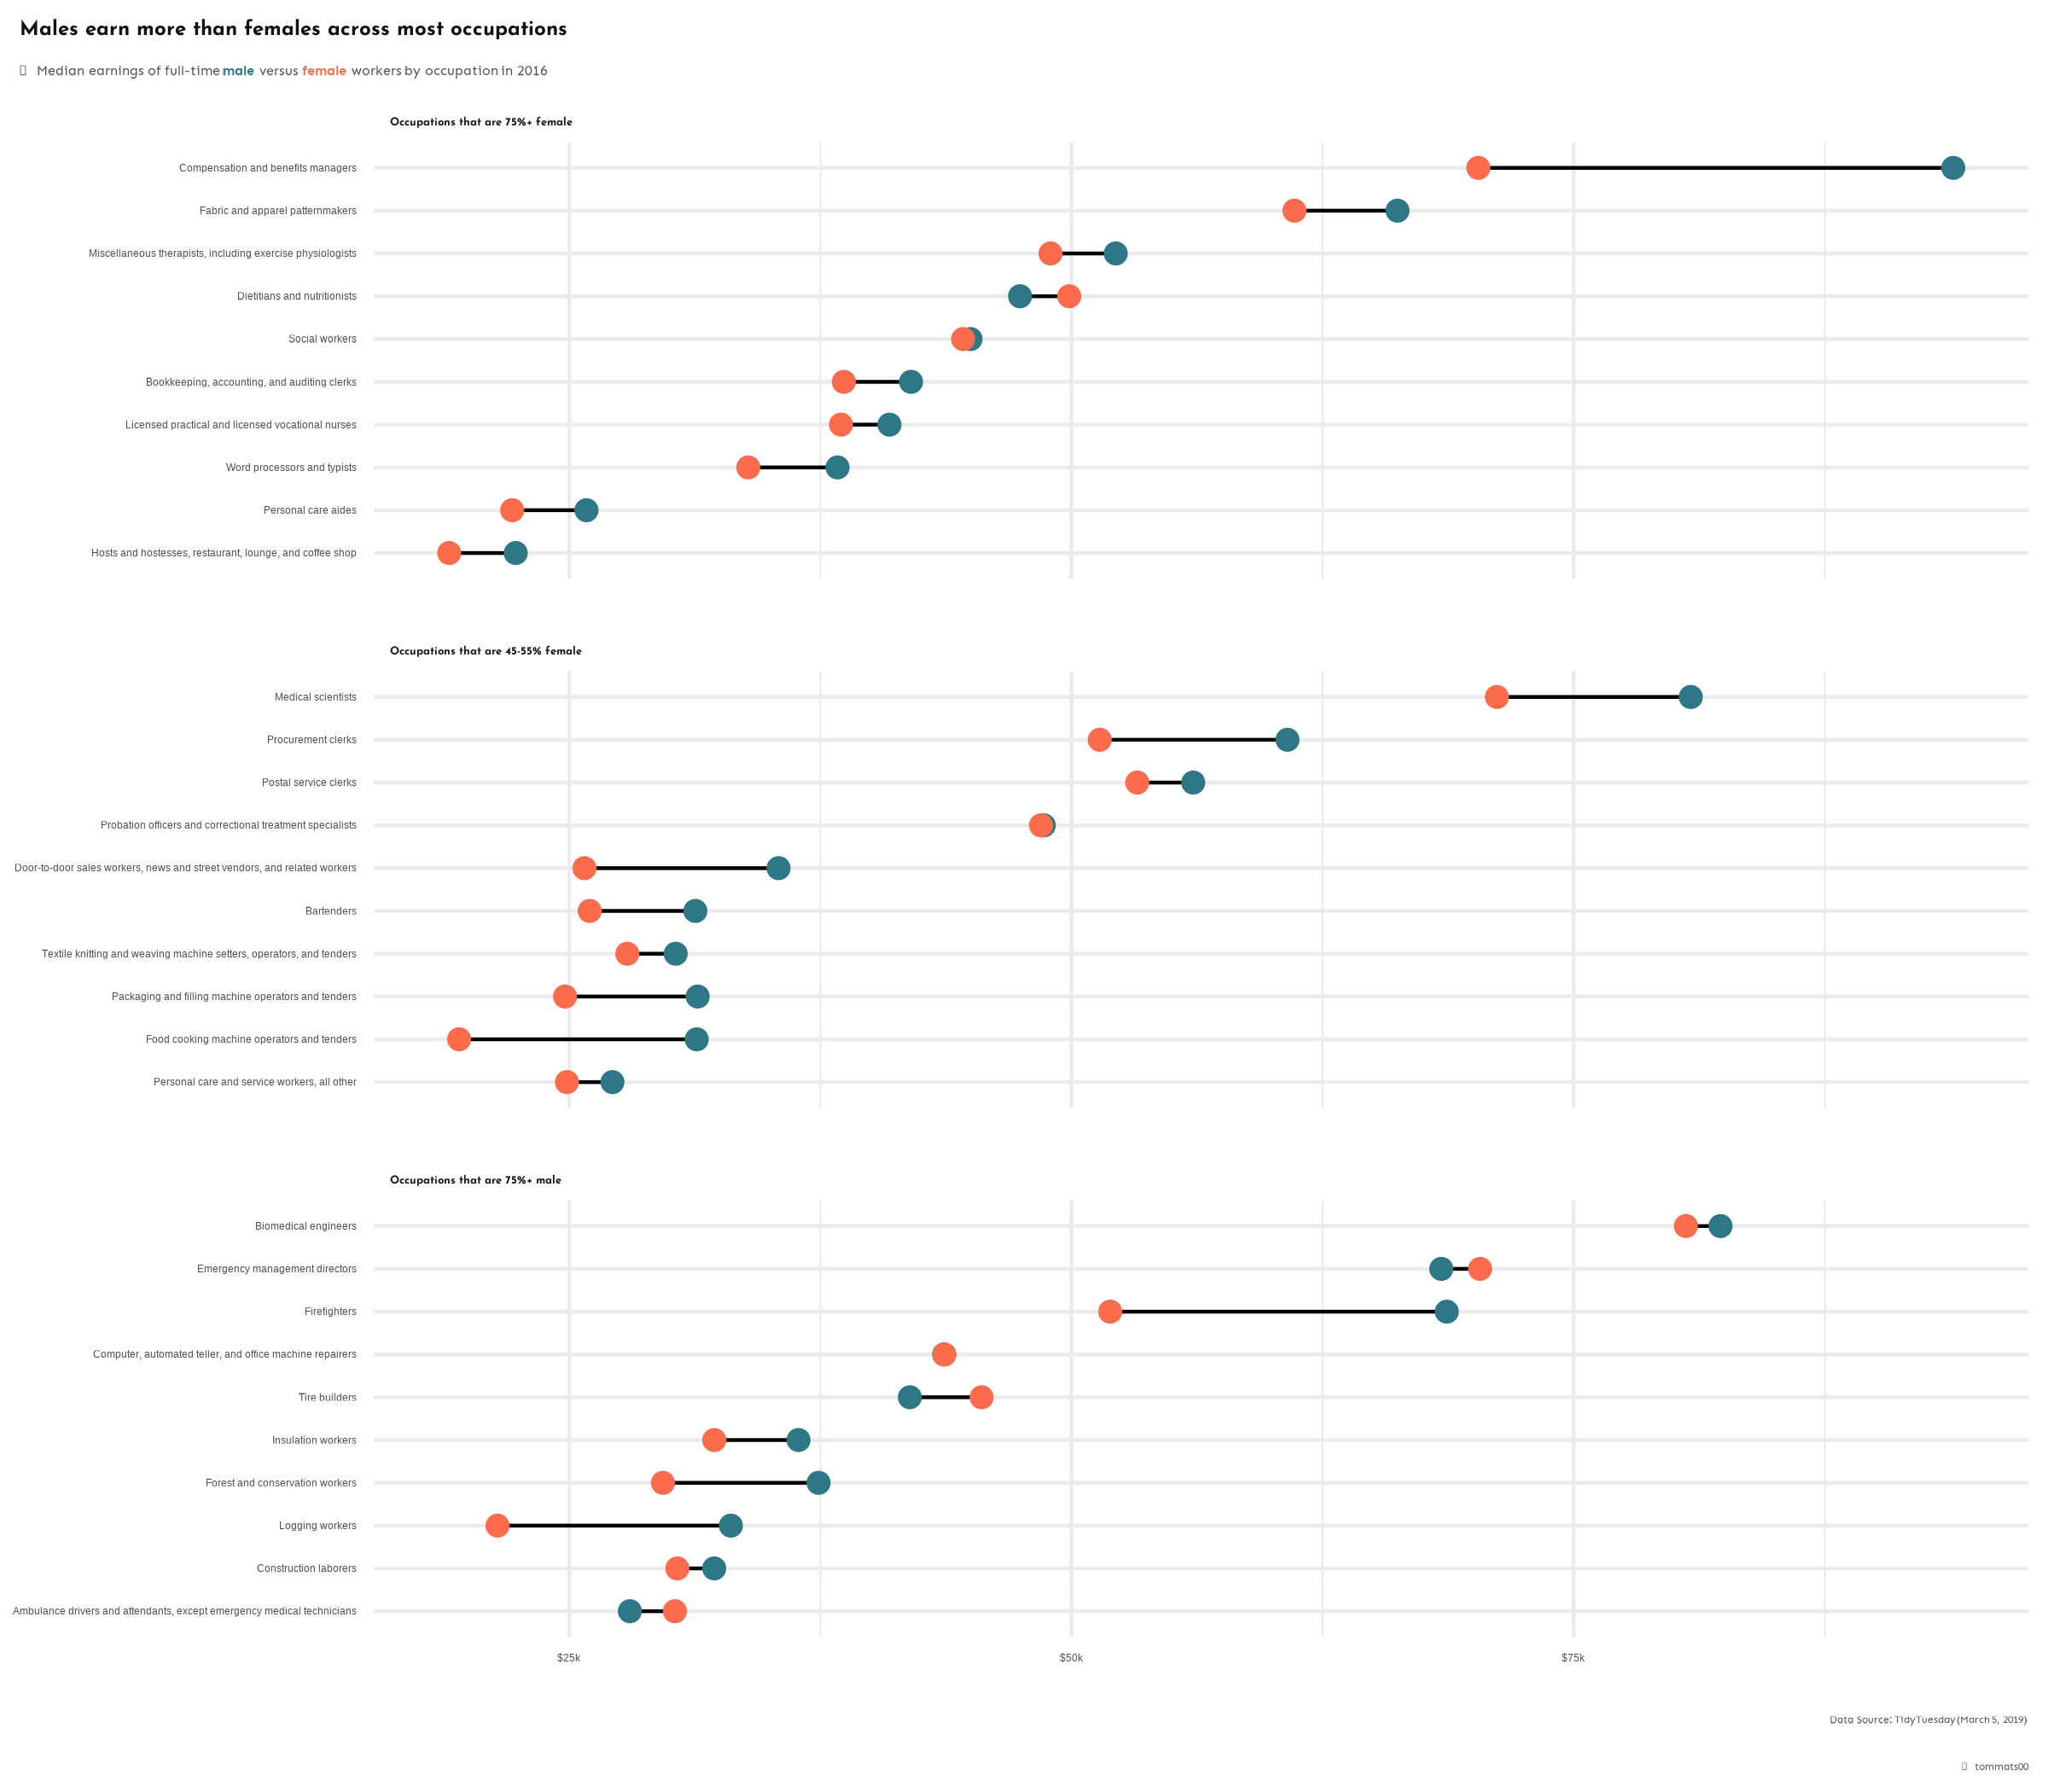 Males earn more than females across most occupations
Median earnings of full-time male versus female workers by occupation in 2016
Occupations that are 75%+ female
Compensation and benefits managers
Fabric and apparel patternmakers
Miscellaneous therapists, including exercise physiologists
Dietitians and nutritionists
Social workers
Bookkeeping, accounting, and auditing clerks
Licensed practical and licensed vocational nurses
Word processors and typists
Personal care aides
Hosts and hostesses, restaurant, lounge, and coffee shop
Occupations that are 45-55% female
Medical scientists
Procurement clerks
Postal service clerks
Probation officers and correctional treatment specialists
Door-to-door sales workers, news and street vendors, and related workers
Bartenders
Textile knitting and weaving machine setters, operators, and tenders
Packaging and filling machine operators and tenders
Food cooking machine operators and tenders
Personal care and service workers, all other
Occupations that are 75%+ male
Biomedical engineers
Emergency management directors
Firefighters
Computer, automated teller, and office machine repairers
Tire builders
Insulation workers
Forest and conservation workers
Logging workers
Construction laborers
Ambulance drivers and attendants, except emergency medical technicians
$25k $50k $75k
Data Source: TidyTuesday (March 5, 2019)
tommats00